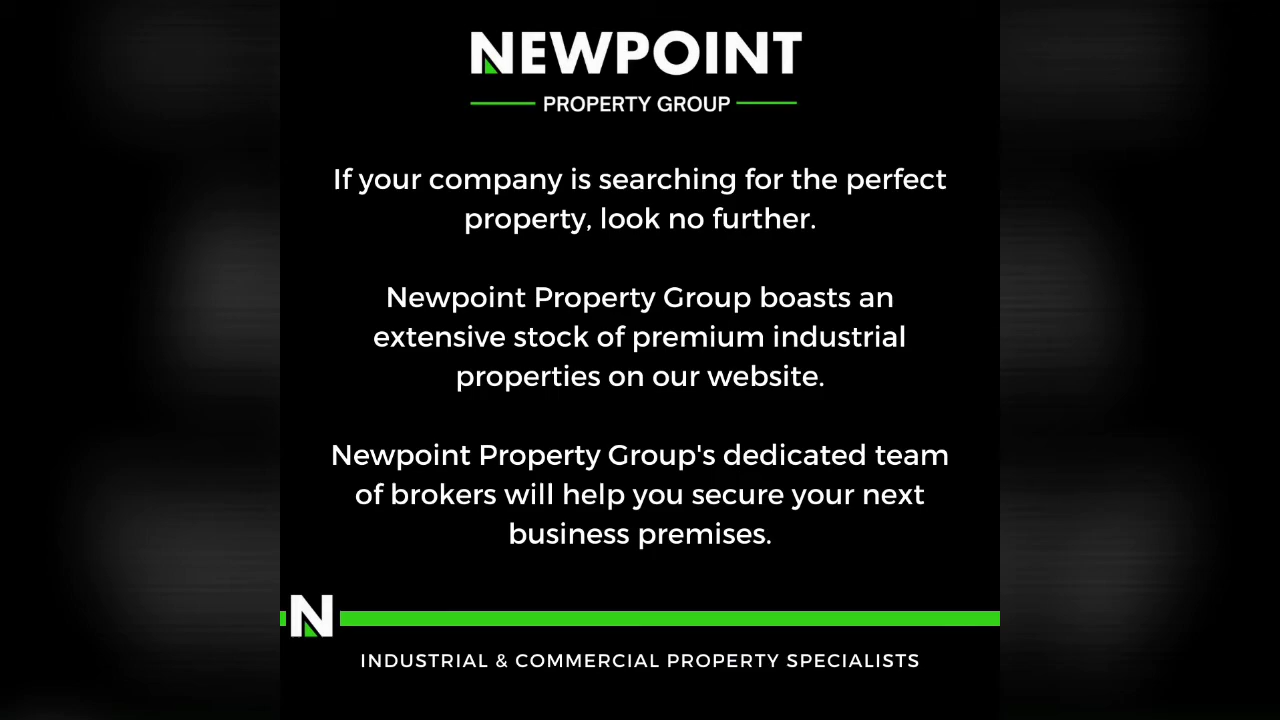 NEWPOINT
PROPERTY GROUP
If your company is searching for the perfect
property, look no further.
Newpoint Property Group boasts an
extensive stock of premium industrial
properties on our website.
Newpoint Property Group's dedicated team
of brokers will help you secure your next
business premises.
N
INDUSTRIAL & COMMERCIAL PROPERTY SPECIALISTS